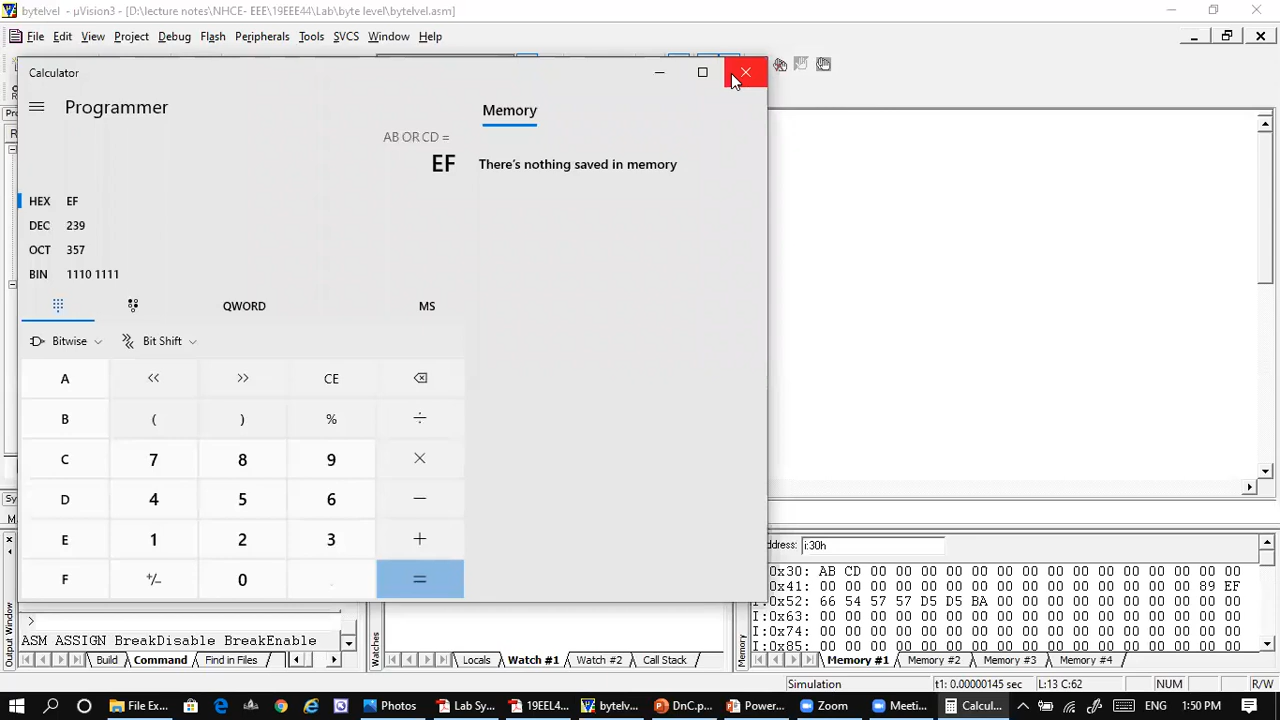 bytelvel - µVision3 - [D:\lecture notes\NHCE- EEE\19EEE44\Lab\byte level\bytelvel.asm]
File Edit View Project Debug Flash Peripherals Tools SVCS Window Help
Calculator
Programmer
Memory
AB OR CD =
EF
There's nothing saved in memory
HEX EF
DEC 239
OCT 357
BIN 1110 1111
QWORD MS
Bitwise Bit Shift
A << >> CE
B ( ) % ÷
C 7 8 9 ×
D 4 5 6 −
E 1 2 3 +
F +/− 0 . =
ddress: i:30h
I:0x30: AB CD 00 00 00 00 00 00 00 00 00 00 00 00 00 00 00
I:0x41: 00 00 00 00 00 00 00 00 00 00 00 00 00 00 00 89 EF
I:0x52: 66 54 57 57 D5 D5 BA 00 00 00 00 00 00 00 00 00 00
I:0x63: 00 00 00 00 00 00 00 00 00 00 00 00 00 00 00 00 00
I:0x74: 00 00 00 00 00 00 00 00 00 00 00 00 00 00 00 00 00
I:0x85: 00 00 00 00 00 00 00 00 00 00 00 00 00 00 00 00 00
>
ASM ASSIGN BreakDisable BreakEnable
Output Window
Build Command Find in Files
Watches
Locals Watch #1 Watch #2 Call Stack
Memory
Memory #1 Memory #2 Memory #3 Memory #4
Simulation t1: 0.00000145 sec L:13 C:62 NUM R/W
File Ex... Photos Lab Sy... 19EEL4... bytelv... DnC.p... Power... Zoom Meeti... Calcul... 1:50 PM